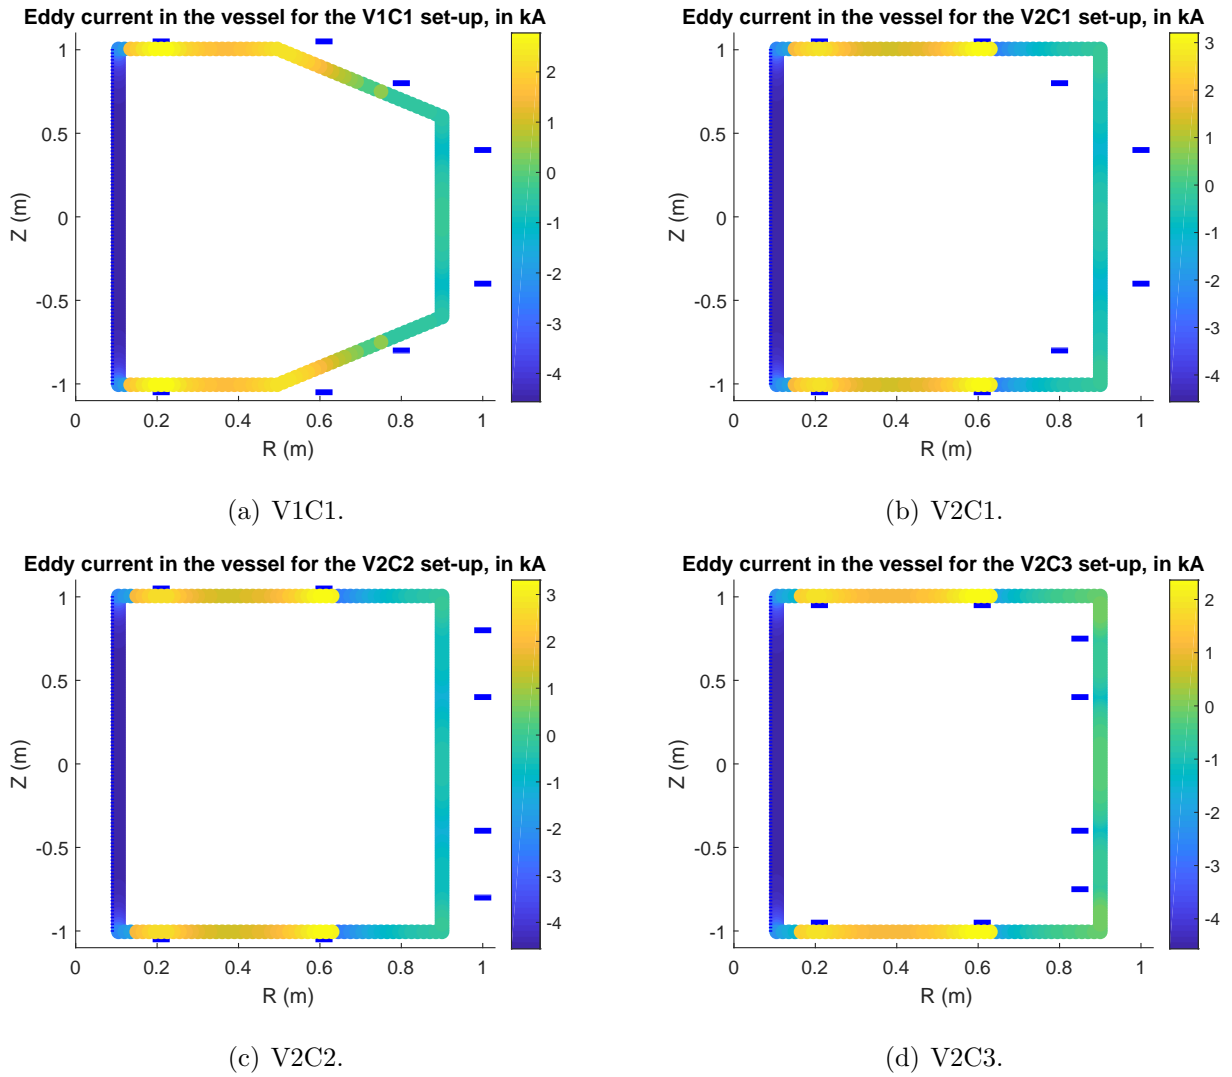 Eddy current in the vessel for the V1C1 set-up, in kA
1
0.5
0
-0.5
-1
Z (m)
0 0.2 0.4 0.6 0.8 1
R (m)
2
1
0
-1
-2
-3
-4
(a) V1C1.
Eddy current in the vessel for the V2C1 set-up, in kA
1
0.5
0
-0.5
-1
Z (m)
0 0.2 0.4 0.6 0.8 1
R (m)
3
2
1
0
-1
-2
-3
-4
(b) V2C1.
Eddy current in the vessel for the V2C2 set-up, in kA
1
0.5
0
-0.5
-1
Z (m)
0 0.2 0.4 0.6 0.8 1
R (m)
3
2
1
0
-1
-2
-3
-4
(c) V2C2.
Eddy current in the vessel for the V2C3 set-up, in kA
1
0.5
0
-0.5
-1
Z (m)
0 0.2 0.4 0.6 0.8 1
R (m)
2
1
0
-1
-2
-3
-4
(d) V2C3.